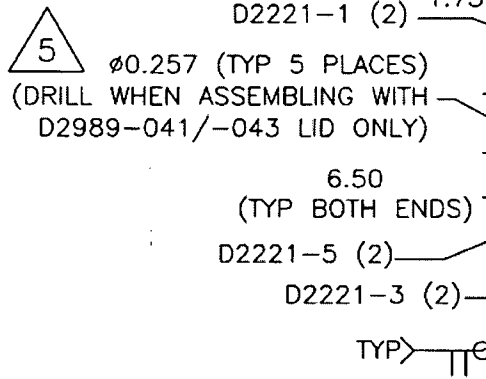 D2221-1 (2)
5
ø0.257 (TYP 5 PLACES)
(DRILL WHEN ASSEMBLING WITH
D2989-041/-043 LID ONLY)
6.50
(TYP BOTH ENDS)
D2221-5 (2)
D2221-3 (2)
TYP